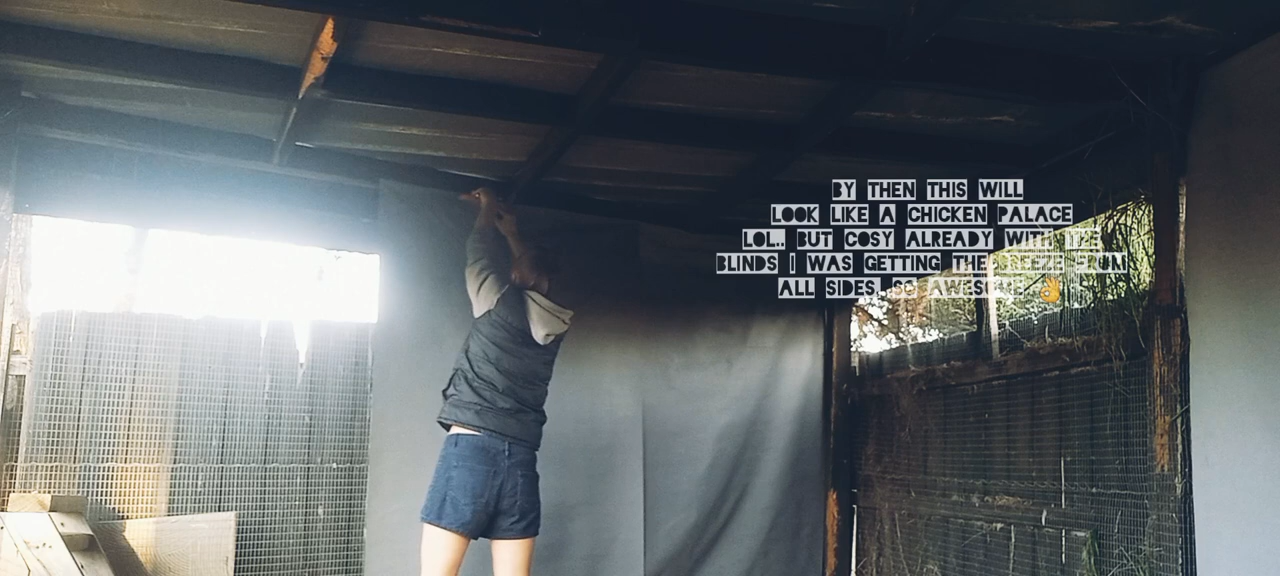 BY THEN THIS WILL
LOOK LIKE A CHICKEN PALACE
LOL.. BUT COSY ALREADY WITH THE
BLINDS I WAS GETTING THE BREEZE FROM
ALL SIDES, SO AWESOME 👌